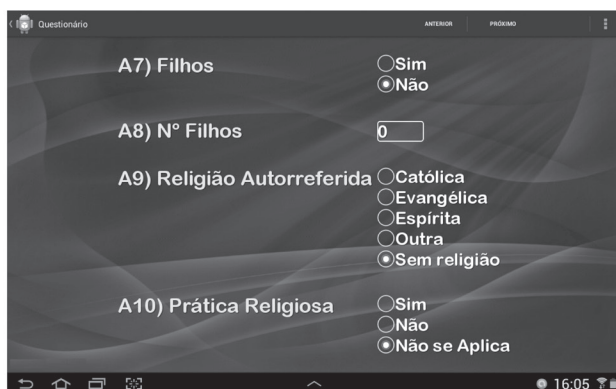 Questionário ANTERIOR PRÓXIMO
A7) Filhos Sim
Não
A8) Nº Filhos 0
A9) Religião Autorreferida Católica
Evangélica
Espírita
Outra
Sem religião
A10) Prática Religiosa Sim
Não
Não se Aplica
16:05